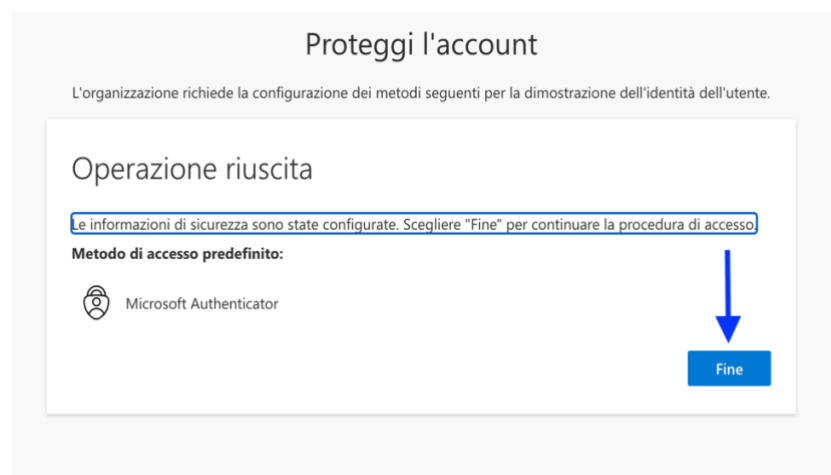 Proteggi l'account
L'organizzazione richiede la configurazione dei metodi seguenti per la dimostrazione dell'identità dell'utente.
Operazione riuscita
Le informazioni di sicurezza sono state configurate. Scegliere "Fine" per continuare la procedura di accesso.
Metodo di accesso predefinito:
Microsoft Authenticator
Fine